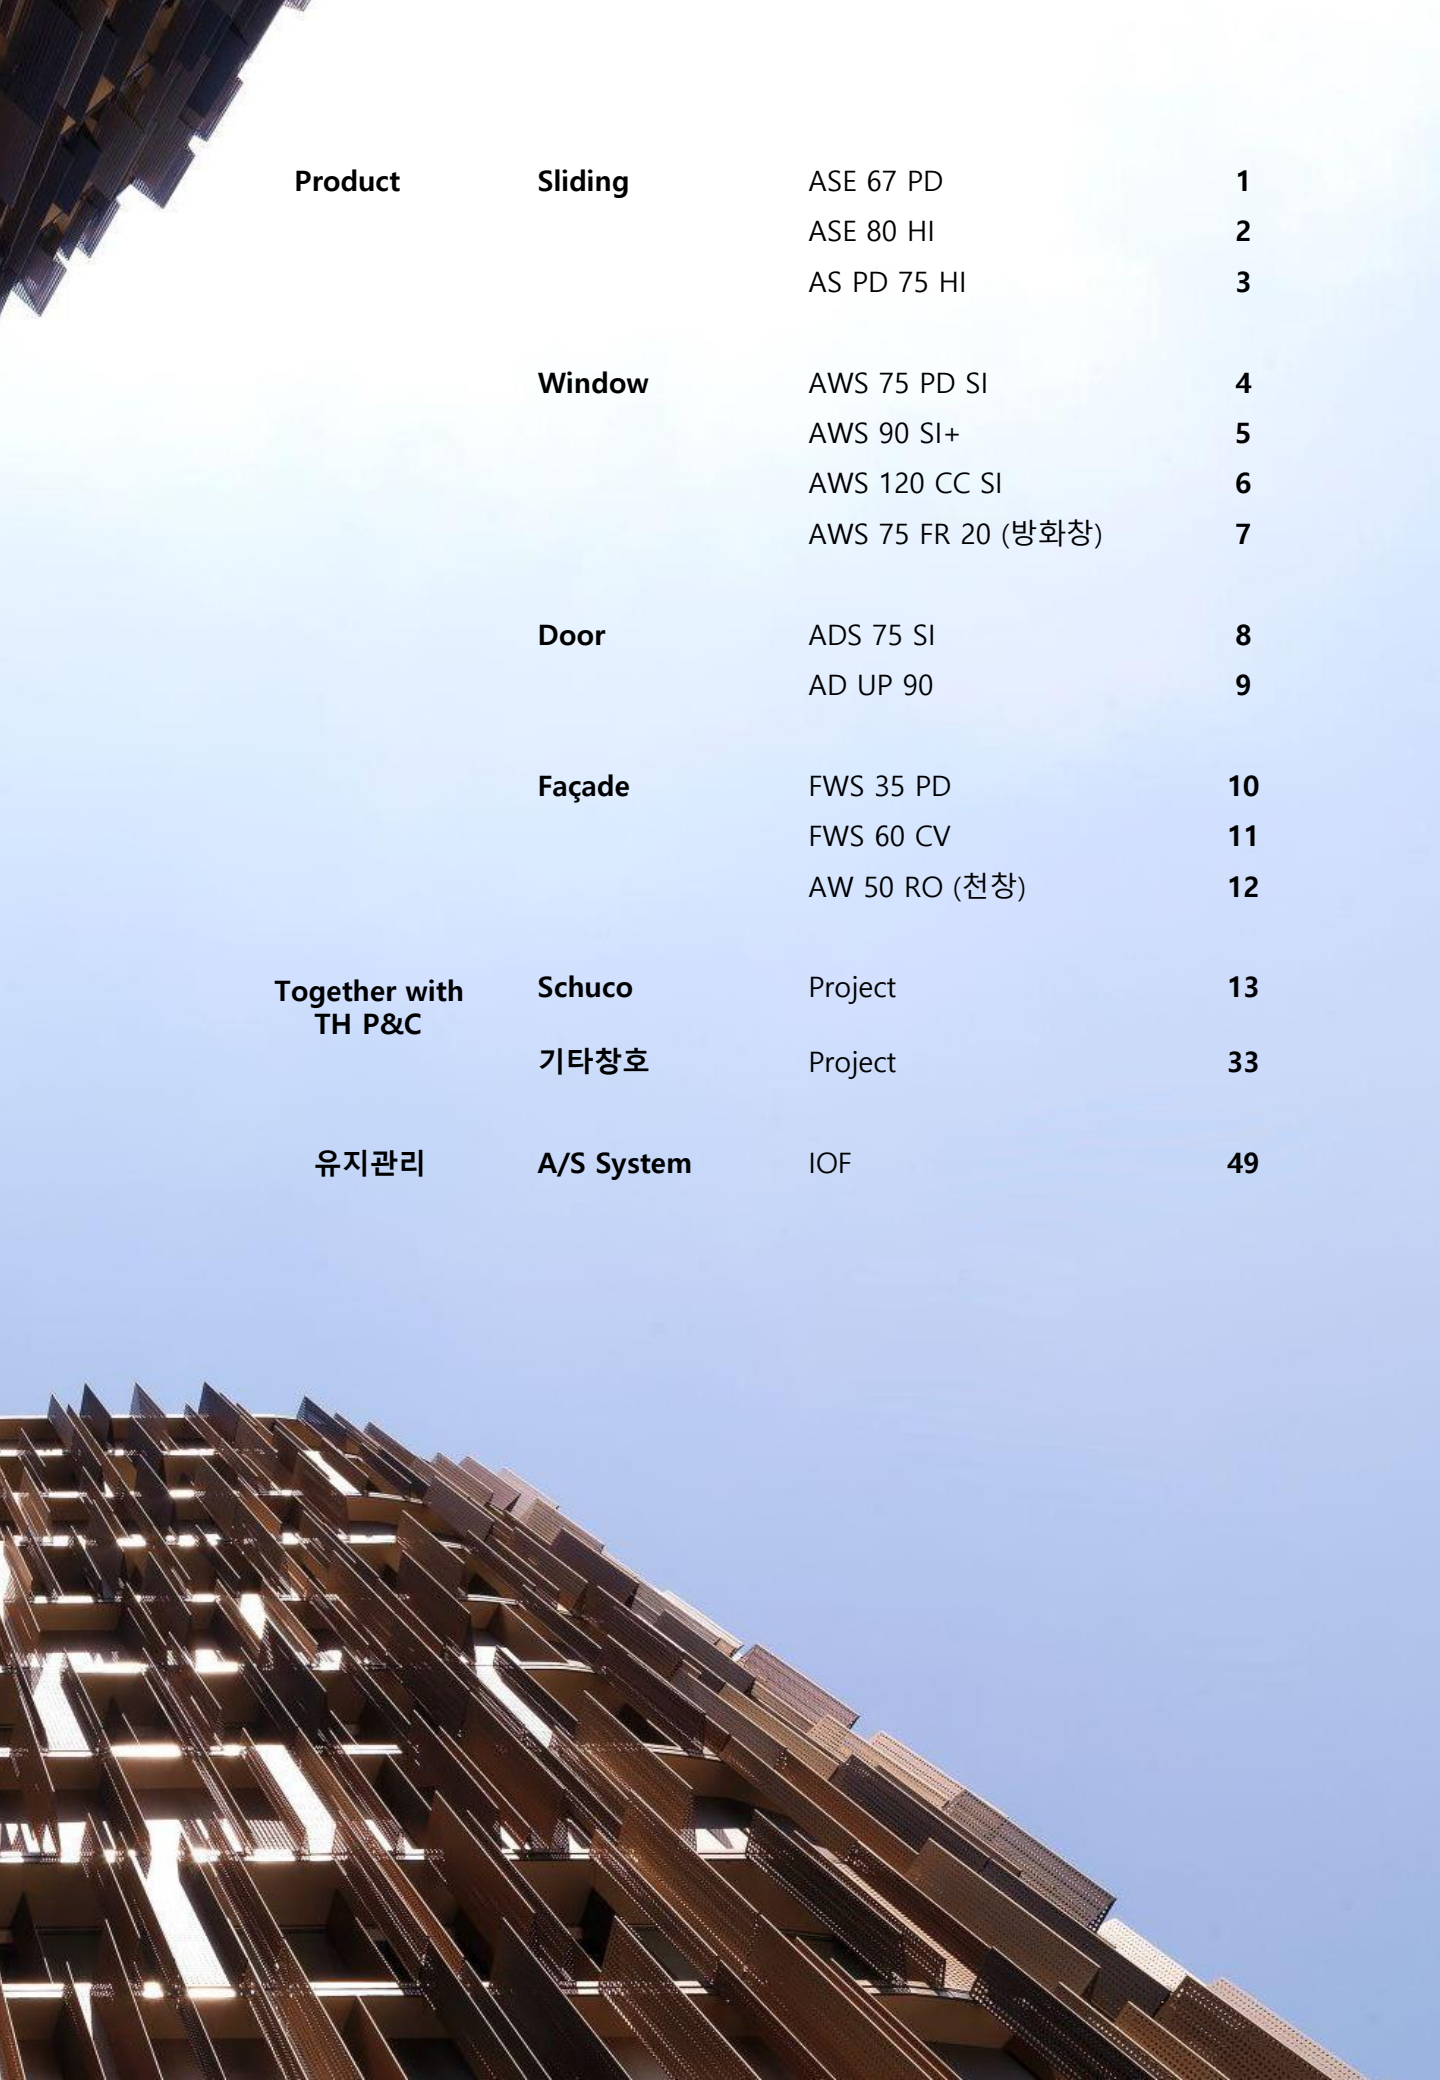 Product Sliding ASE 67 PD 1
ASE 80 HI 2
AS PD 75 HI 3
Window AWS 75 PD SI 4
AWS 90 SI+ 5
AWS 120 CC SI 6
AWS 75 FR 20 (방화창) 7
Door ADS 75 SI 8
AD UP 90 9
Façade FWS 35 PD 10
FWS 60 CV 11
AW 50 RO (천창) 12
Together with
TH P&C
Schuco Project 13
기타창호 Project 33
유지관리 A/S System IOF 49